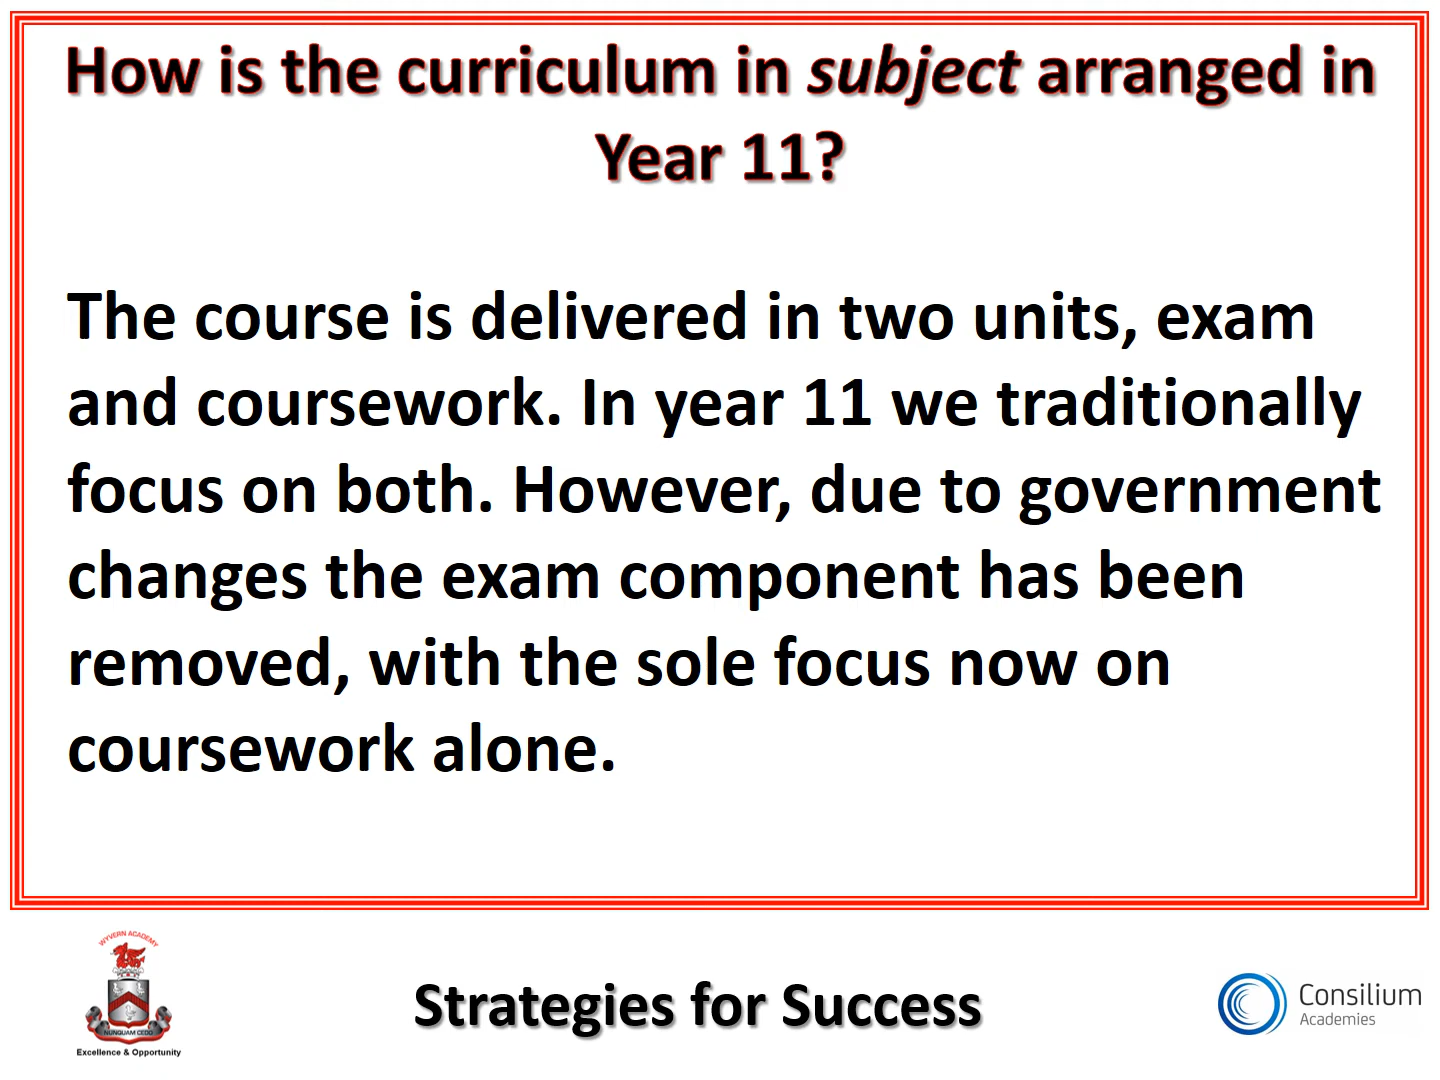 How is the curriculum in subject arranged in
Year 11?
The course is delivered in two units, exam
and coursework. In year 11 we traditionally
focus on both. However, due to government
changes the exam component has been
removed, with the sole focus now on
coursework alone.
WYVERN ACADEMY
NUNQUAM CEDO
Excellence & Opportunity
Strategies for Success
Consilium
Academies